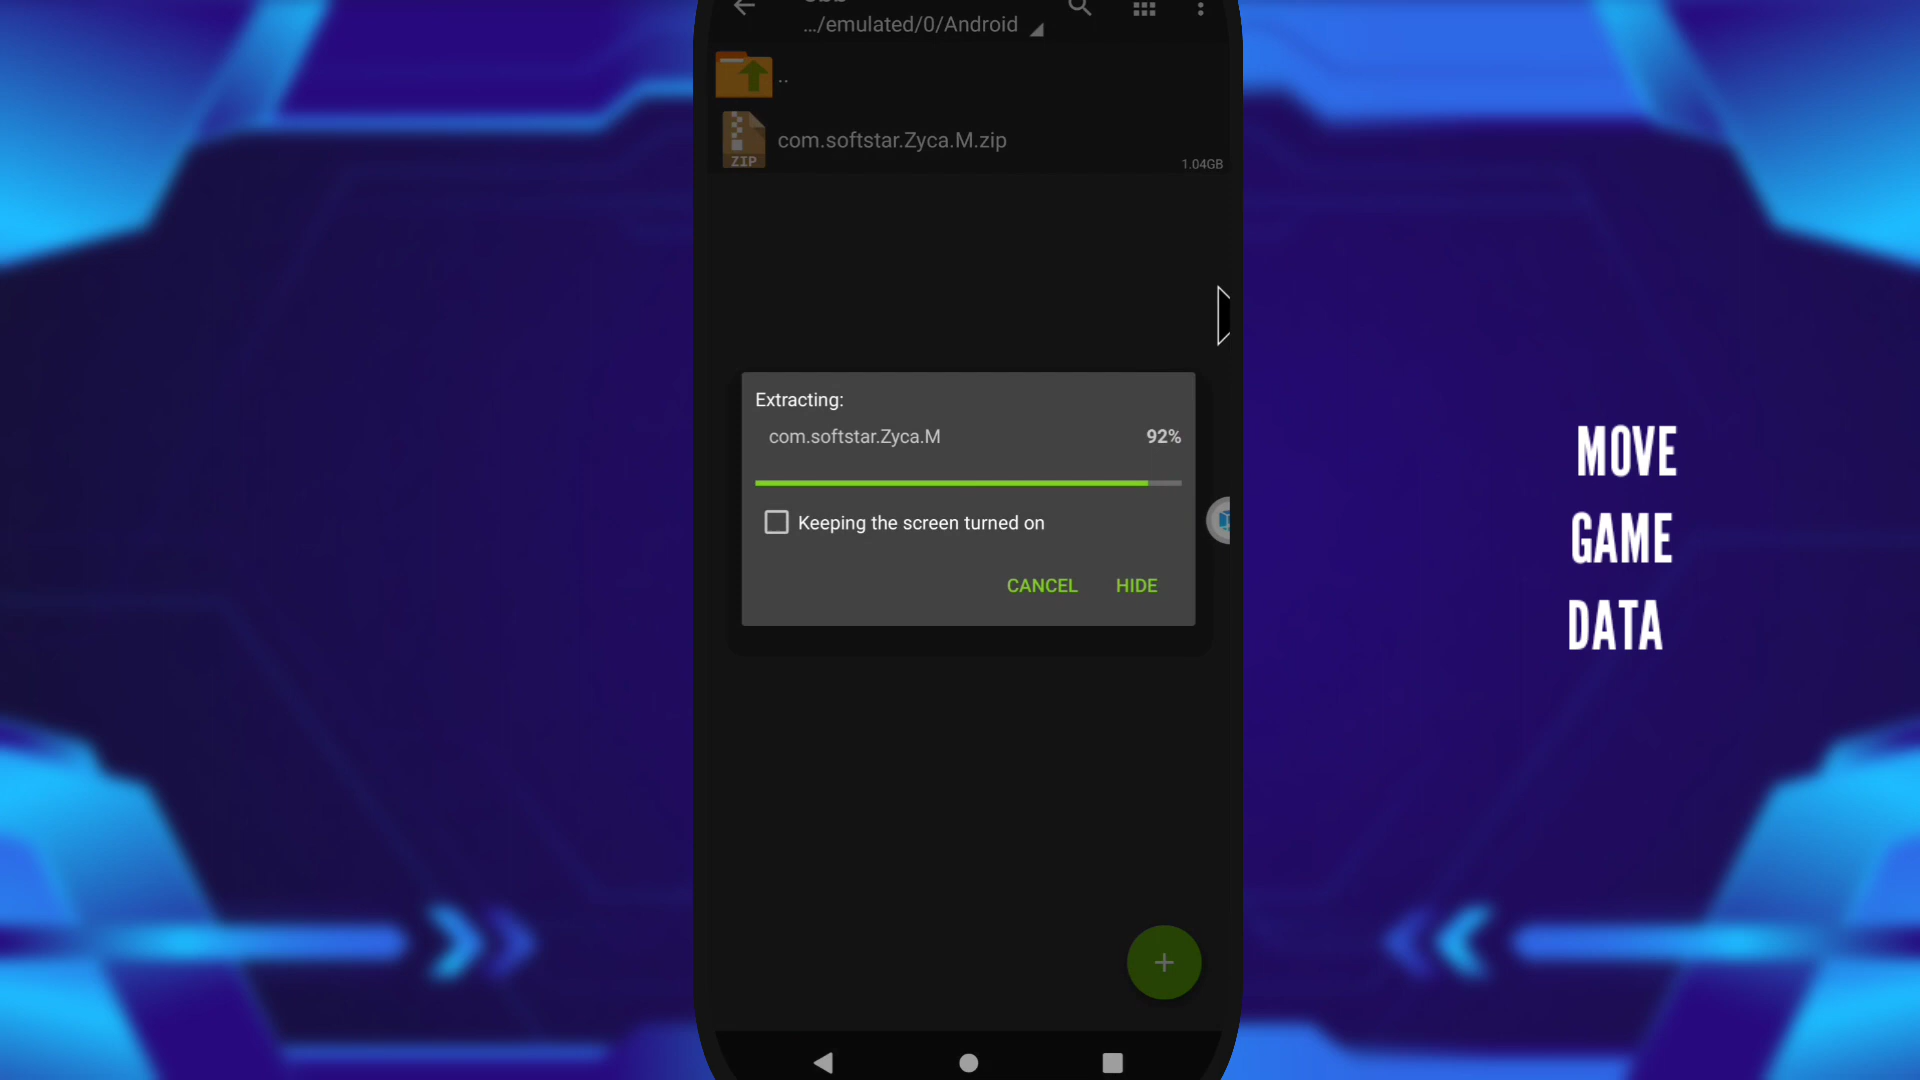 .../emulated/0/Android
..
com.softstar.Zyca.M.zip
ZIP
1.04GB
Extracting:
com.softstar.Zyca.M
92%
Keeping the screen turned on
CANCEL
HIDE
MOVE
GAME
DATA